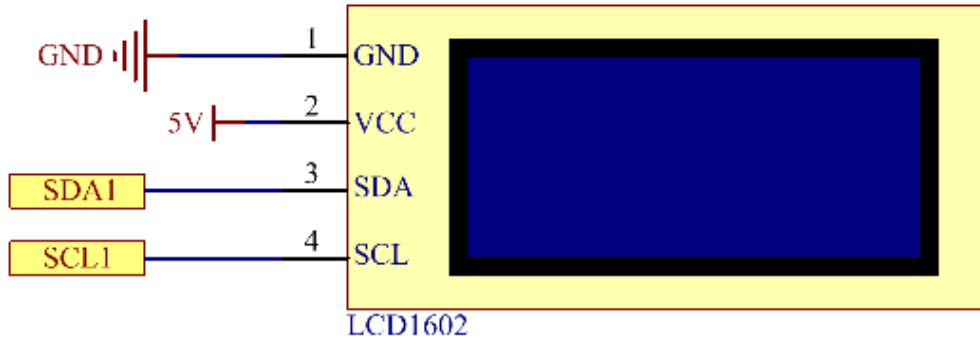 GND 1 GND
5V 2 VCC
SDA1 3 SDA
SCL1 4 SCL
LCD1602